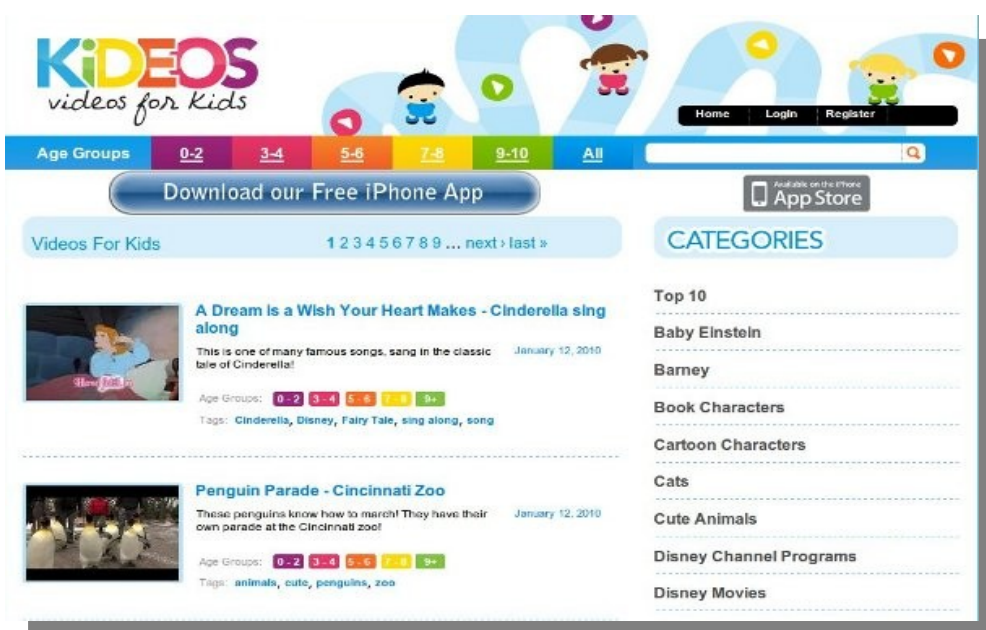 KiDEOS
videos for kids
Home Login Register
Age Groups 0-2 3-4 5-6 7-8 9-10 All
Download our Free iPhone App
Available on the iPhone
App Store
Videos For Kids 1 2 3 4 5 6 7 8 9 ... next › last »
CATEGORIES
A Dream is a Wish Your Heart Makes - Cinderella sing
along
This is one of many famous songs, sang in the classic January 12, 2010
tale of Cinderella!
Age Groups: 0 - 2 3 - 4 5 - 6 7 - 8 9+
Tags: Cinderella, Disney, Fairy Tale, sing along, song
Penguin Parade - Cincinnati Zoo
These penguins know how to march! They have their January 12, 2010
own parade at the Cincinnati zoo!
Age Groups: 0 - 2 3 - 4 5 - 6 7 - 8 9+
Tags: animals, cute, penguins, zoo
Top 10
Baby Einstein
Barney
Book Characters
Cartoon Characters
Cats
Cute Animals
Disney Channel Programs
Disney Movies